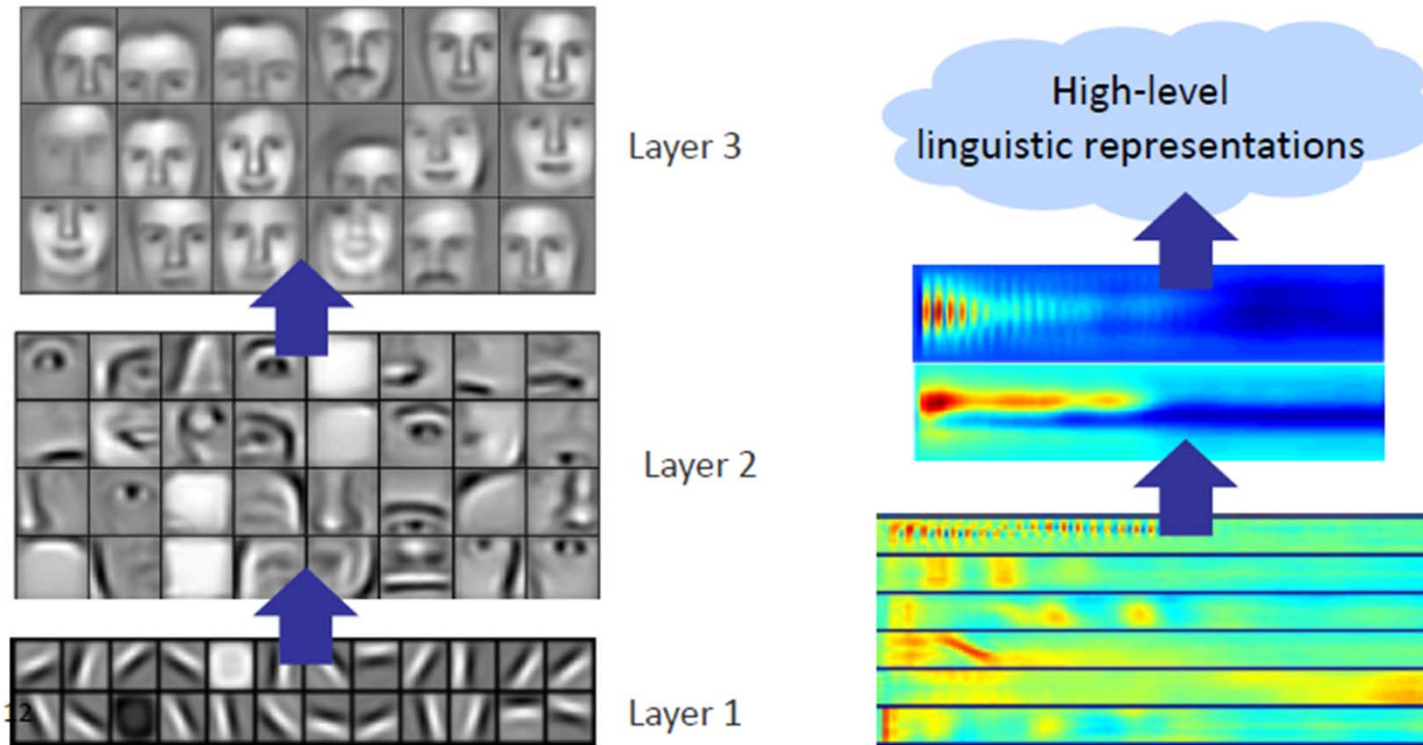 Layer 3
High-level
linguistic representations
Layer 2
Layer 1
12